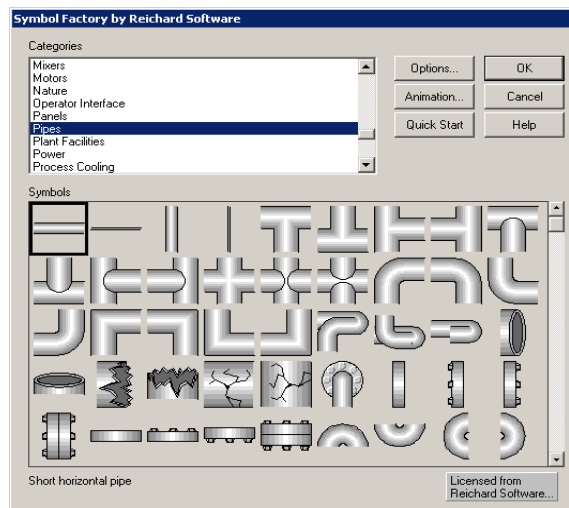 Symbol Factory by Reichard Software
Categories
Mixers
Motors
Nature
Operator Interface
Panels
Pipes
Plant Facilities
Power
Process Cooling
Options...
OK
Animation...
Cancel
Quick Start
Help
Symbols
Short horizontal pipe
Licensed from
Reichard Software...